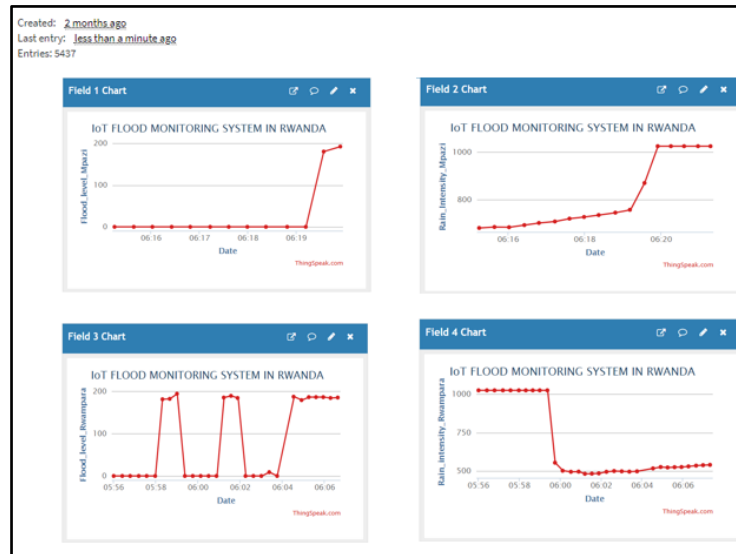 Created: 2 months ago
Last entry: less than a minute ago
Entries: 5437
Field 1 Chart
IoT FLOOD MONITORING SYSTEM IN RWANDA
Flood_level_Mpazi
200
100
0
06:16 06:17 06:18 06:19
Date
ThingSpeak.com
Field 2 Chart
IoT FLOOD MONITORING SYSTEM IN RWANDA
Rain_Intensity_Mpazi
1000
800
06:16 06:18 06:20
Date
ThingSpeak.com
Field 3 Chart
IoT FLOOD MONITORING SYSTEM IN RWANDA
Flood_level_Rwampara
200
100
0
05:56 05:58 06:00 06:02 06:04 06:06
Date
ThingSpeak.com
Field 4 Chart
IoT FLOOD MONITORING SYSTEM IN RWANDA
Rain_intensity_Rwampara
1000
750
500
05:56 05:58 06:00 06:02 06:04 06:06
Date
ThingSpeak.com